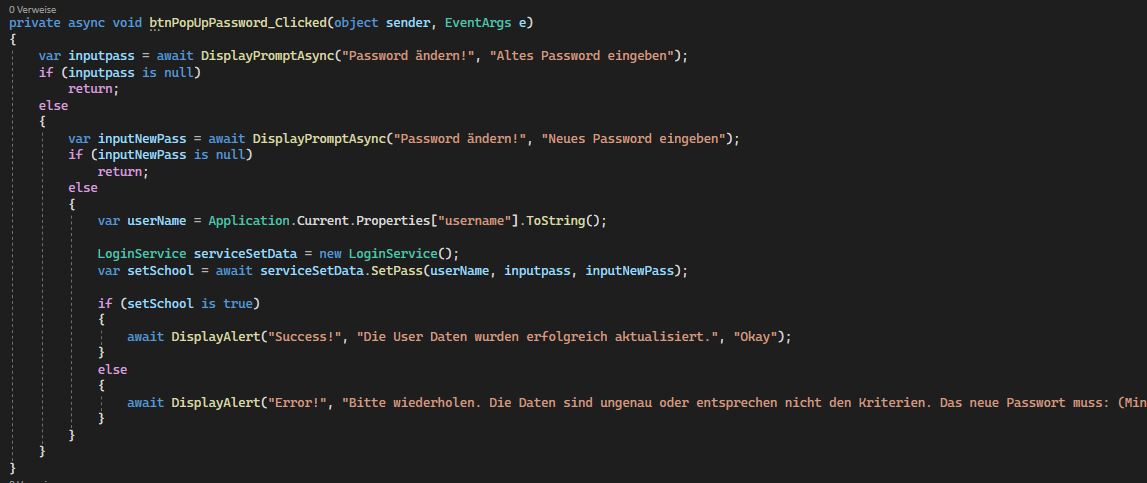 0 Verweise
private async void btnPopUpPassword_Clicked(object sender, EventArgs e)
{
var inputpass = await DisplayPromptAsync("Password ändern!", "Altes Password eingeben");
if (inputpass is null)
return;
else
{
var inputNewPass = await DisplayPromptAsync("Password ändern!", "Neues Password eingeben");
if (inputNewPass is null)
return;
else
{
var userName = Application.Current.Properties["username"].ToString();
LoginService serviceSetData = new LoginService();
var setSchool = await serviceSetData.SetPass(userName, inputpass, inputNewPass);
if (setSchool is true)
{
await DisplayAlert("Success!", "Die User Daten wurden erfolgreich aktualisiert.", "Okay");
}
else
{
await DisplayAlert("Error!", "Bitte wiederholen. Die Daten sind ungenau oder entsprechen nicht den Kriterien. Das neue Passwort muss: (Min
}
}
}
}